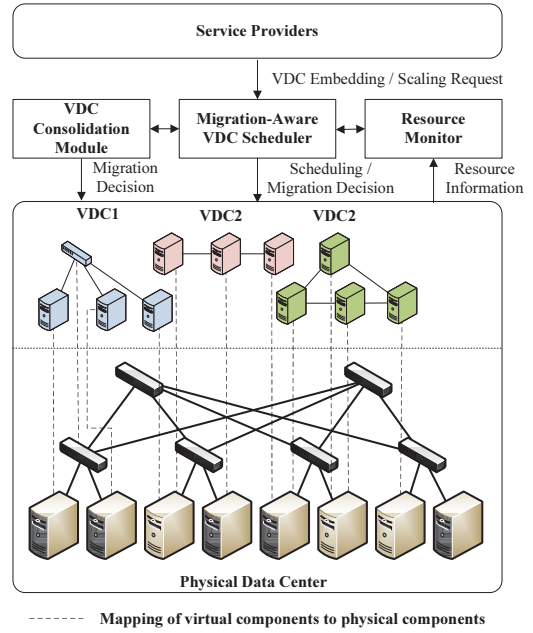 Service Providers
VDC Embedding / Scaling Request
VDC
Consolidation
Module
Migration-Aware
VDC Scheduler
Resource
Monitor
Migration
Decision
Scheduling /
Migration Decision
Resource
Information
VDC1
VDC2
VDC2
Physical Data Center
Mapping of virtual components to physical components